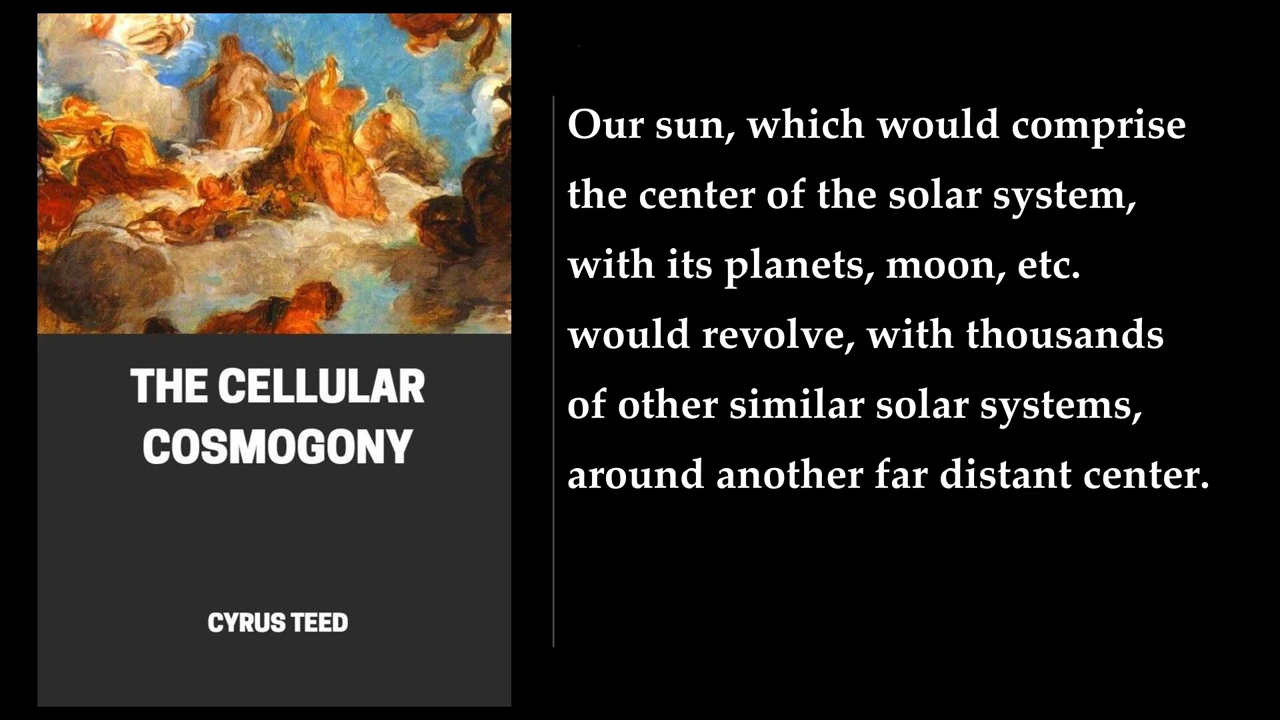 THE CELLULAR
COSMOGONY
CYRUS TEED
Our sun, which would comprise
the center of the solar system,
with its planets, moon, etc.
would revolve, with thousands
of other similar solar systems,
around another far distant center.